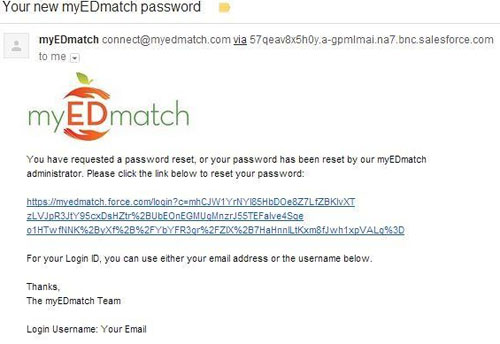 Your new myEDmatch password
myEDmatch connect@myedmatch.com via 57qeav8x5h0y.a-gpmlmai.na7.bnc.salesforce.com
to me
myEDmatch
You have requested a password reset, or your password has been reset by our myEDmatch
administrator. Please click the link below to reset your password:
https://myedmatch.force.com/login?c=mhCJW1YrNYl85HbDOe8Z7LfZBKlvXT
zLVJpR3JtY95cxDsHZtr%2BUbEOnEGMUgMnzrJ55TEFalve4Sqe
o1HTwfNNK%2ByXf%2B%2FYbYFR3qr%2FZlX%2B7HaHnnlLtKxm8fJwh1xpVALg%3D
For your Login ID, you can use either your email address or the username below.
Thanks,
The myEDmatch Team
Login Username: Your Email